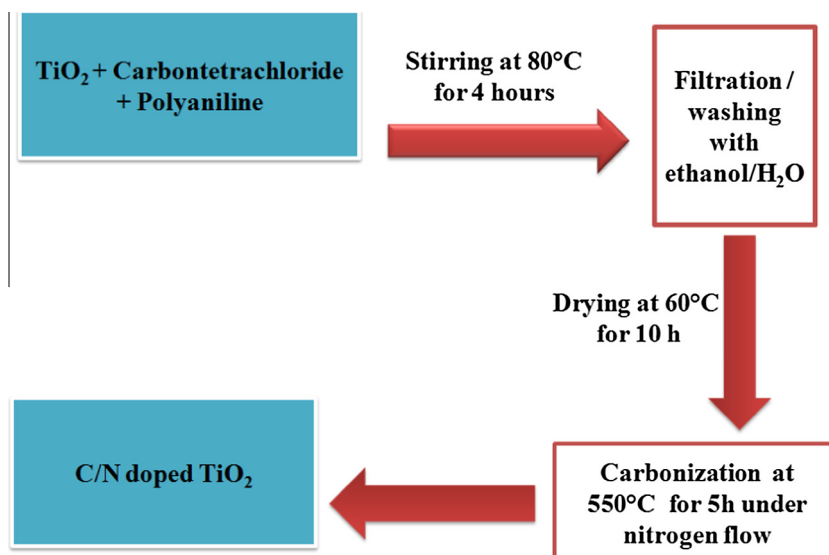 TiO₂ + Carbontetrachloride
+ Polyaniline
Stirring at 80°C
for 4 hours
Filtration /
washing
with
ethanol/H₂O
Drying at 60°C
for 10 h
Carbonization at
550°C for 5h under
nitrogen flow
C/N doped TiO₂